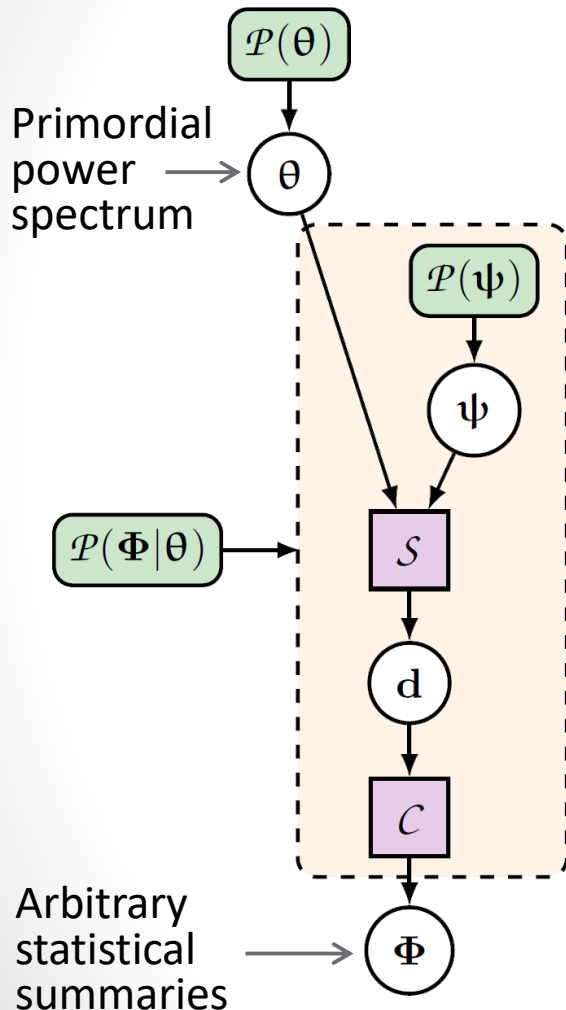 𝒫(θ)
Primordial
power
spectrum
θ
𝒫(ψ)
ψ
𝒫(Φ|θ)
𝒮
d
𝒞
Arbitrary
statistical
summaries
Φ